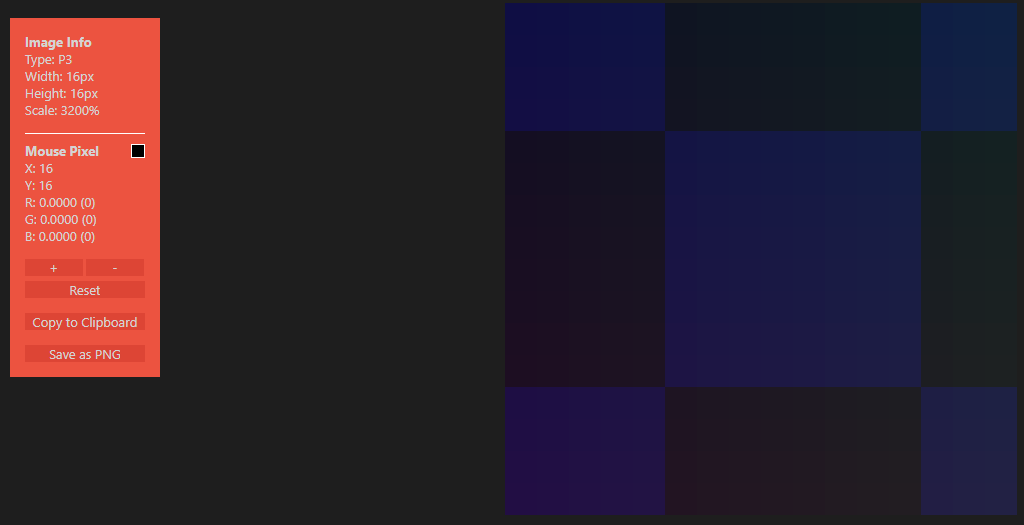 Image Info
Type: P3
Width: 16px
Height: 16px
Scale: 3200%
Mouse Pixel
X: 16
Y: 16
R: 0.0000 (0)
G: 0.0000 (0)
B: 0.0000 (0)
+ -
Reset
Copy to Clipboard
Save as PNG